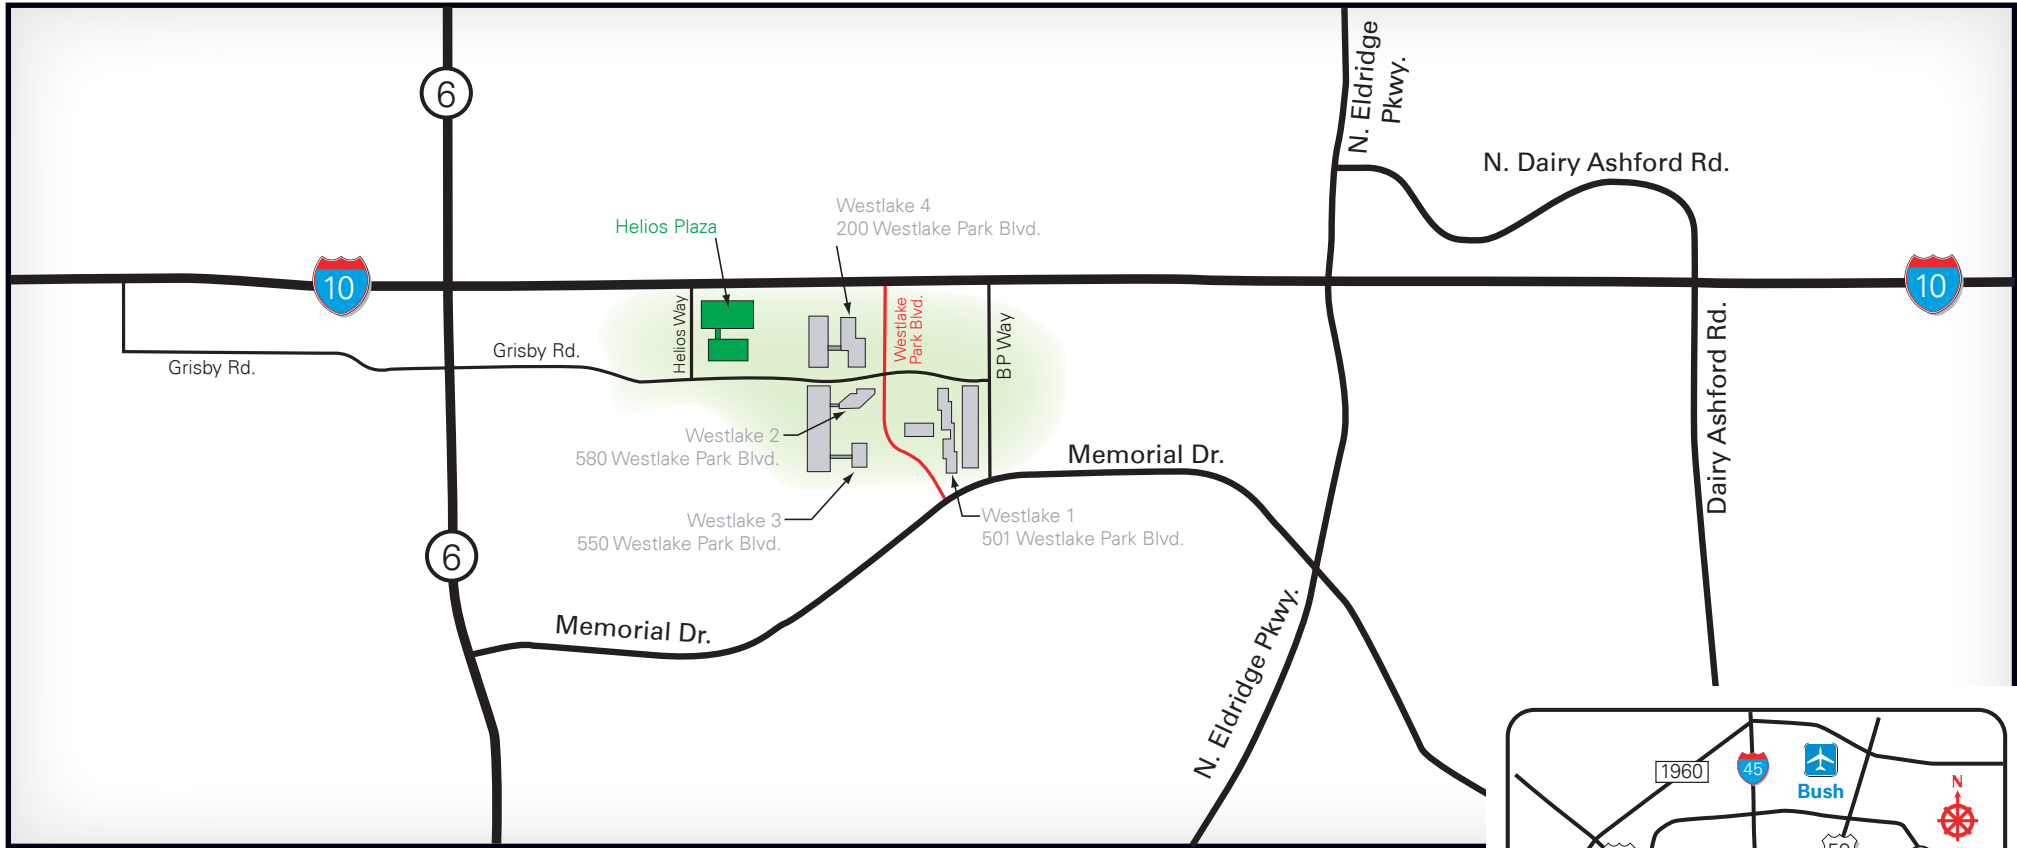 6
N. Eldridge
Pkwy.
N. Dairy Ashford Rd.
Westlake 4
200 Westlake Park Blvd.
Helios Plaza
10
10
Helios Way
Westlake
Park Blvd.
BP Way
Grisby Rd.
Grisby Rd.
Dairy Ashford Rd.
Westlake 2
580 Westlake Park Blvd.
Memorial Dr.
Westlake 3
550 Westlake Park Blvd.
Westlake 1
501 Westlake Park Blvd.
6
Memorial Dr.
N. Eldridge Pkwy.
1960
45
Bush
N